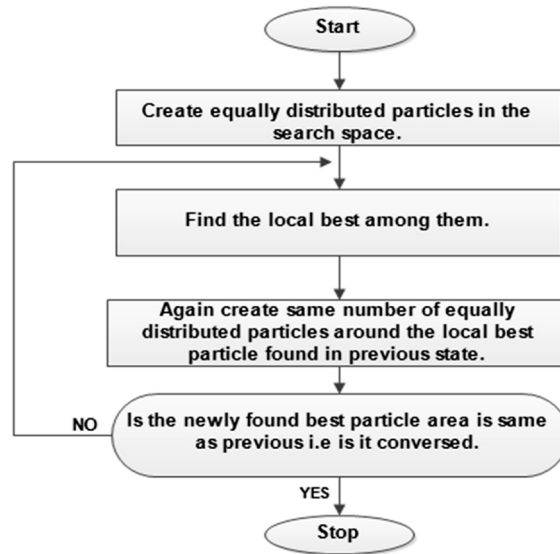 Start
Create equally distributed particles in the
search space.
Find the local best among them.
Again create same number of equally
distributed particles around the local best
particle found in previous state.
Is the newly found best particle area is same
as previous i.e is it conversed.
NO
YES
Stop